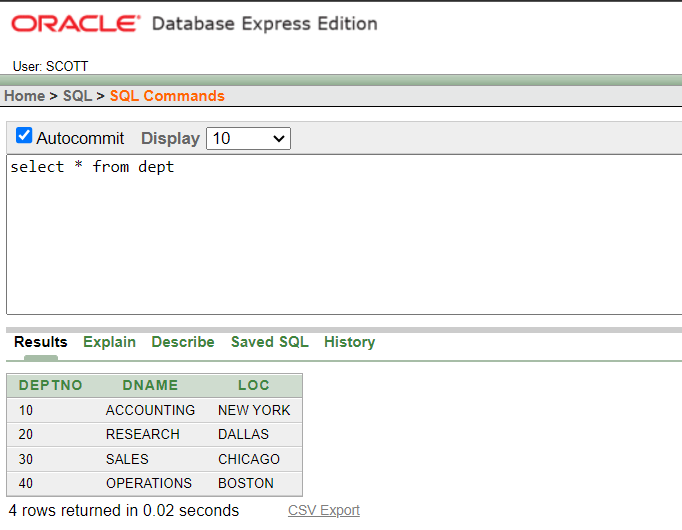 ORACLE® Database Express Edition
User: SCOTT
Home > SQL > SQL Commands
Autocommit Display 10
select * from dept
Results Explain Describe Saved SQL History
DEPTNO DNAME LOC
10 ACCOUNTING NEW YORK
20 RESEARCH DALLAS
30 SALES CHICAGO
40 OPERATIONS BOSTON
4 rows returned in 0.02 seconds CSV Export